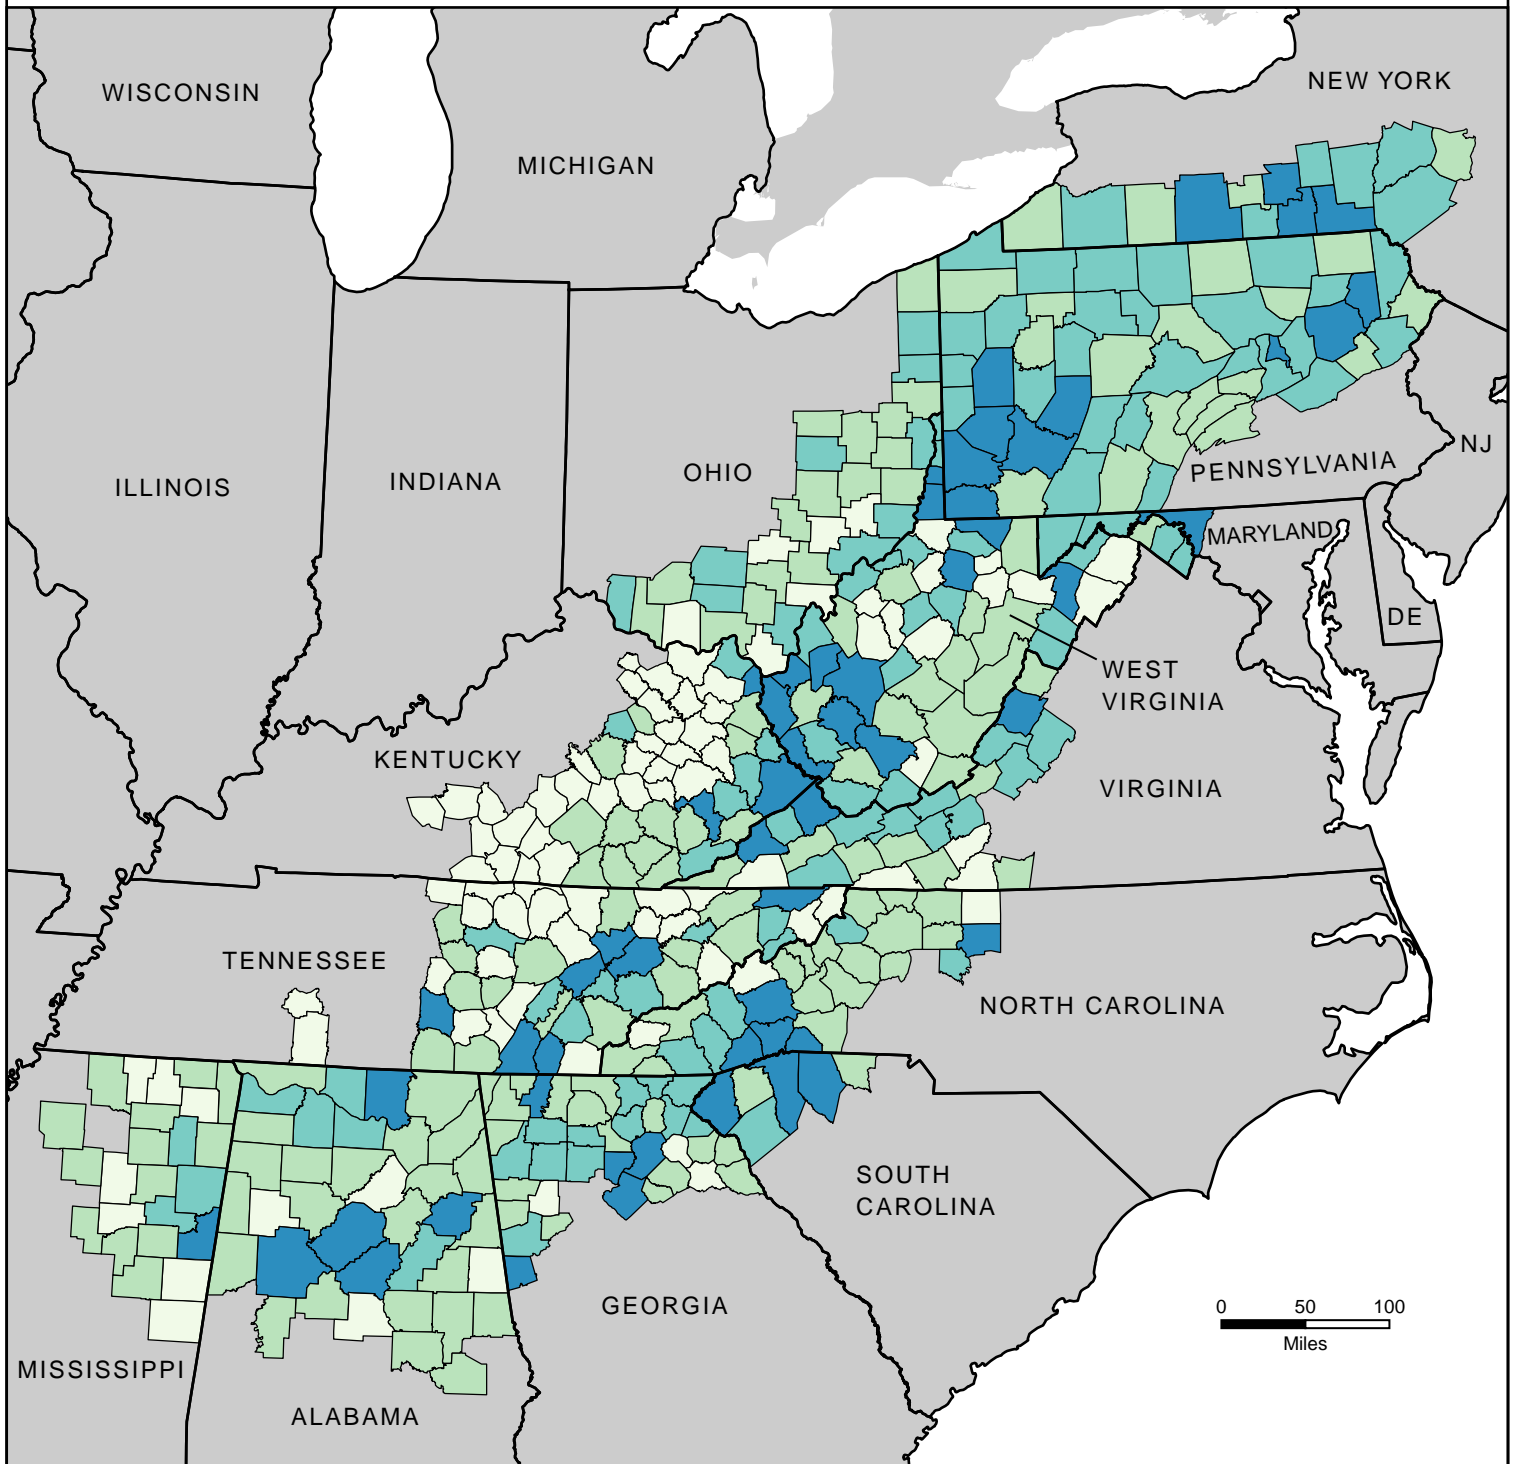 NEW YORK
WISCONSIN
MICHIGAN
NJ
PENNSYLVANIA
OHIO
INDIANA
ILLINOIS
MARYLAND
DE
WEST
VIRGINIA
KENTUCKY
VIRGINIA
TENNESSEE
NORTH CAROLINA
SOUTH
CAROLINA
GEORGIA
0 50 100
Miles
MISSISSIPPI
ALABAMA